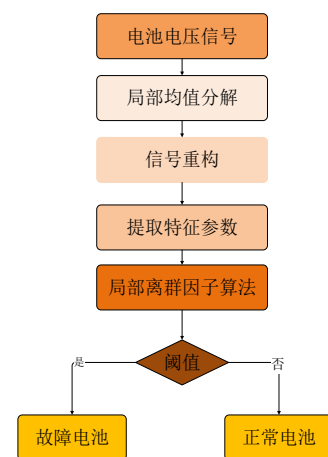 电池电压信号
局部均值分解
信号重构
提取特征参数
局部离群因子算法
阈值
是
否
故障电池
正常电池